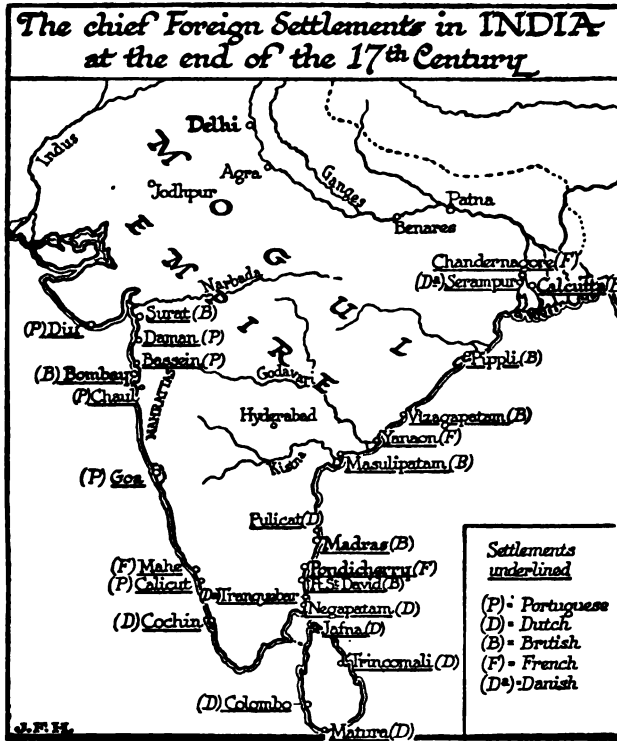 The chief Foreign Settlements in INDIA
at the end of the 17th Century
Indus
Delhi
MOGUL
EMPIRE
Jodhpur
Agra
Ganges
Patna
Benares
Chandernagore (F)
(Da) Serampur
Calcutta (B
Narbada
(P) Diu
Surat (B)
Daman (P)
Bassein (P)
(B) Bombay
(P) Chaul
MAHRATTAS
Godavari
Pippli (B)
Hyderabad
Vizagapatam (B)
Yanaon (F)
Kistna
Masulipatam (B)
(P) Goa
Pulicat (D)
Madras (B)
(F) Mahe
Pondicherry (F)
(P) Calicut
Ft. St David (B)
(Da) Tranquebar
Negapatam (D)
(D) Cochin
Jafna (D)
Trincomali (D)
(D) Colombo
Matura (D)
Settlements
underlined
(P) = Portuguese
(D) = Dutch
(B) = British
(F) = French
(Da) = Danish
J.F.H.